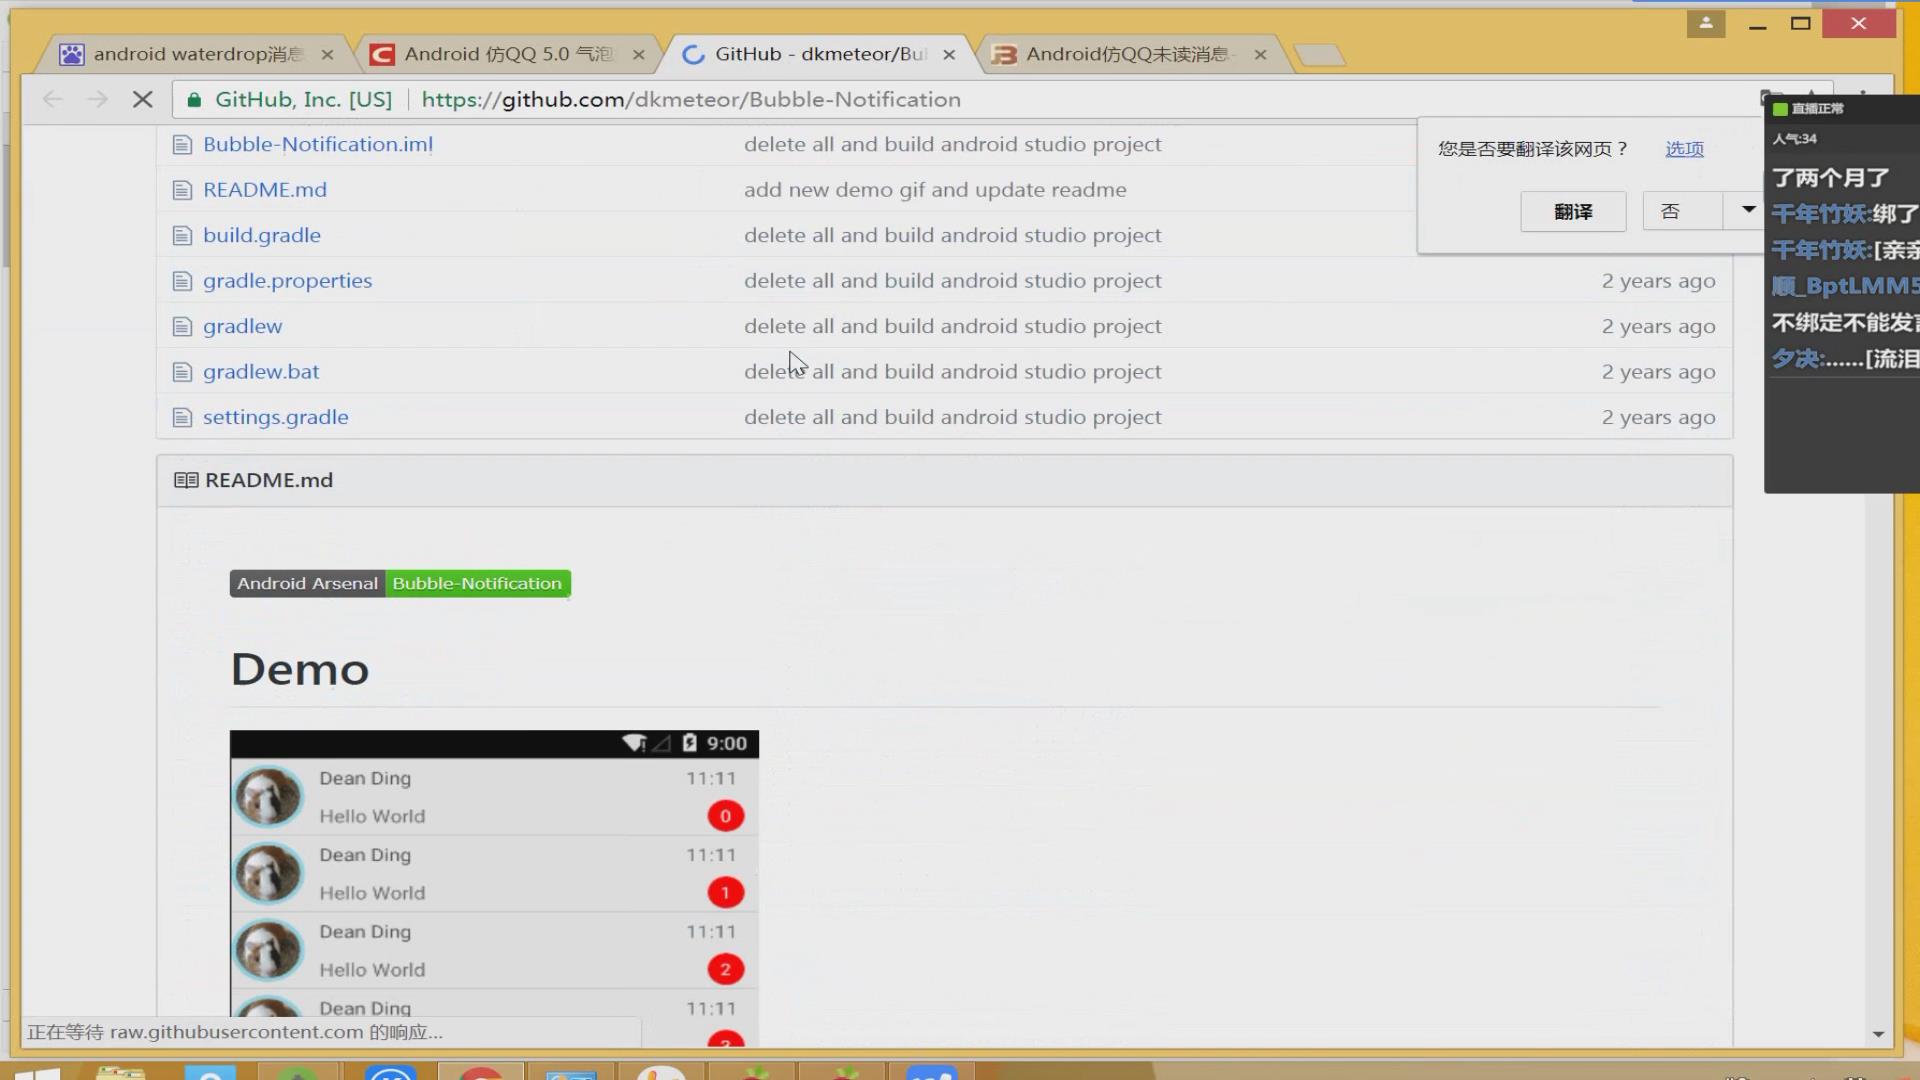 android waterdrop消息
Android 仿QQ 5.0 气泡
GitHub - dkmeteor/Bu
Android仿QQ未读消息-
GitHub, Inc. [US]
https://github.com/dkmeteor/Bubble-Notification
直播正常
人气:34
了两个月了
千年竹妖:绑了
千年竹妖:[亲亲
顺_BptLMM5
不绑定不能发言
夕决:......[流泪
您是否要翻译该网页？ 选项
翻译 否
Bubble-Notification.iml delete all and build android studio project
README.md add new demo gif and update readme
build.gradle delete all and build android studio project
gradle.properties delete all and build android studio project 2 years ago
gradlew delete all and build android studio project 2 years ago
gradlew.bat delete all and build android studio project 2 years ago
settings.gradle delete all and build android studio project 2 years ago
README.md
Android Arsenal Bubble-Notification
Demo
9:00
Dean Ding 11:11
Hello World 0
Dean Ding 11:11
Hello World 1
Dean Ding 11:11
Hello World 2
Dean Ding 11:11
正在等待 raw.githubusercontent.com 的响应...